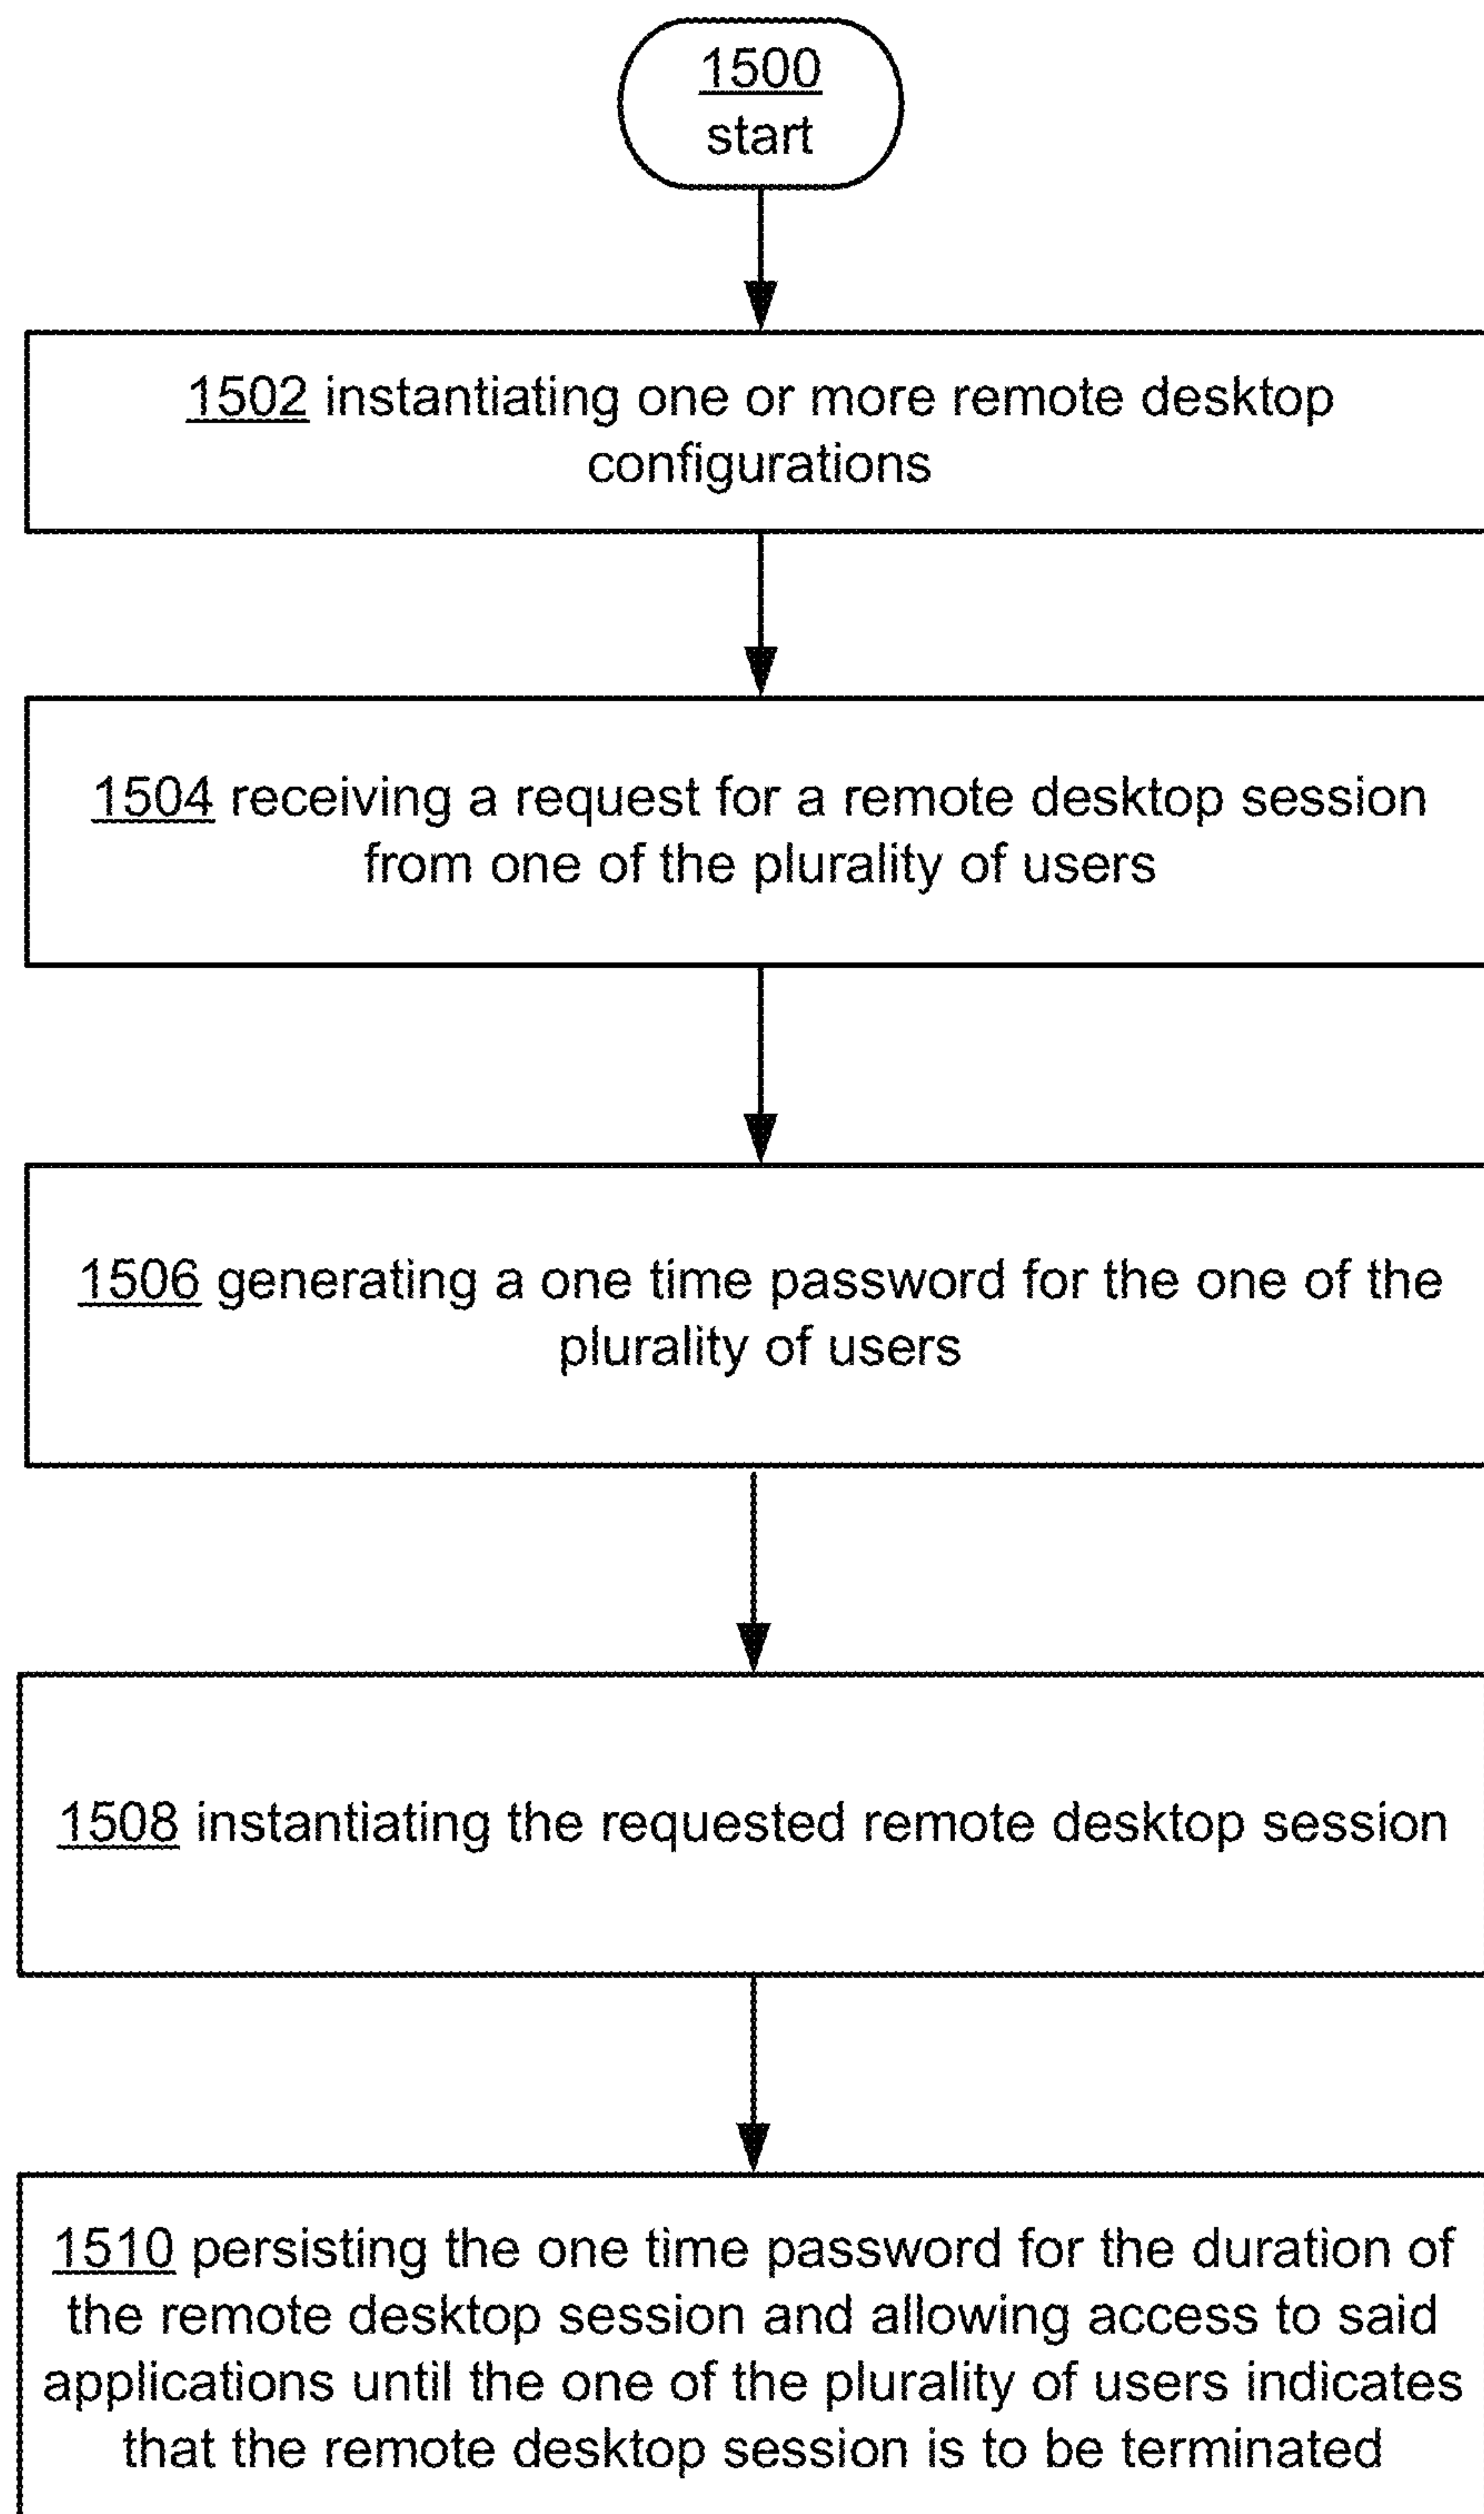 1500
start
1502 instantiating one or more remote desktop
configurations
1504 receiving a request for a remote desktop session
from one of the plurality of users
1506 generating a one time password for the one of the
plurality of users
1508 instantiating the requested remote desktop session
1510 persisting the one time password for the duration of
the remote desktop session and allowing access to said
applications until the one of the plurality of users indicates
that the remote desktop session is to be terminated